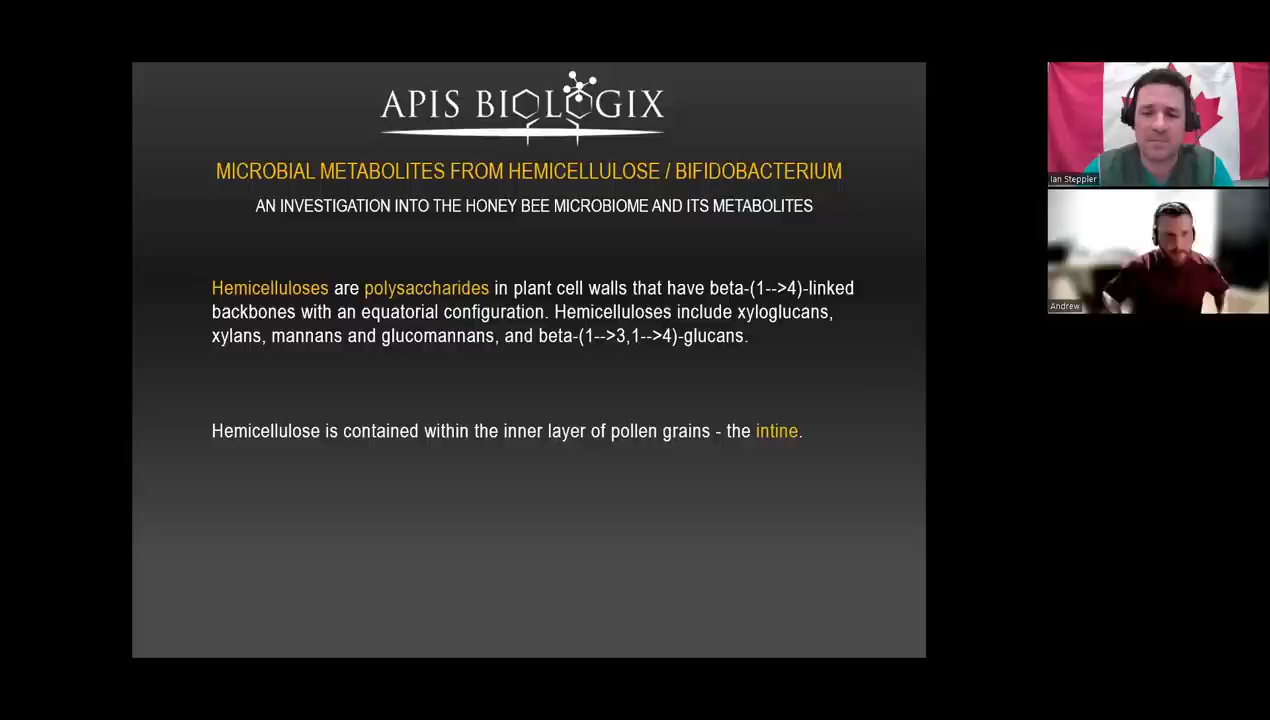 APIS BIOLOGIX
MICROBIAL METABOLITES FROM HEMICELLULOSE / BIFIDOBACTERIUM
AN INVESTIGATION INTO THE HONEY BEE MICROBIOME AND ITS METABOLITES
Hemicelluloses are polysaccharides in plant cell walls that have beta-(1-->4)-linked
backbones with an equatorial configuration. Hemicelluloses include xyloglucans,
xylans, mannans and glucomannans, and beta-(1-->3,1-->4)-glucans.
Hemicellulose is contained within the inner layer of pollen grains - the intine.
Ian Steppler
Andrew